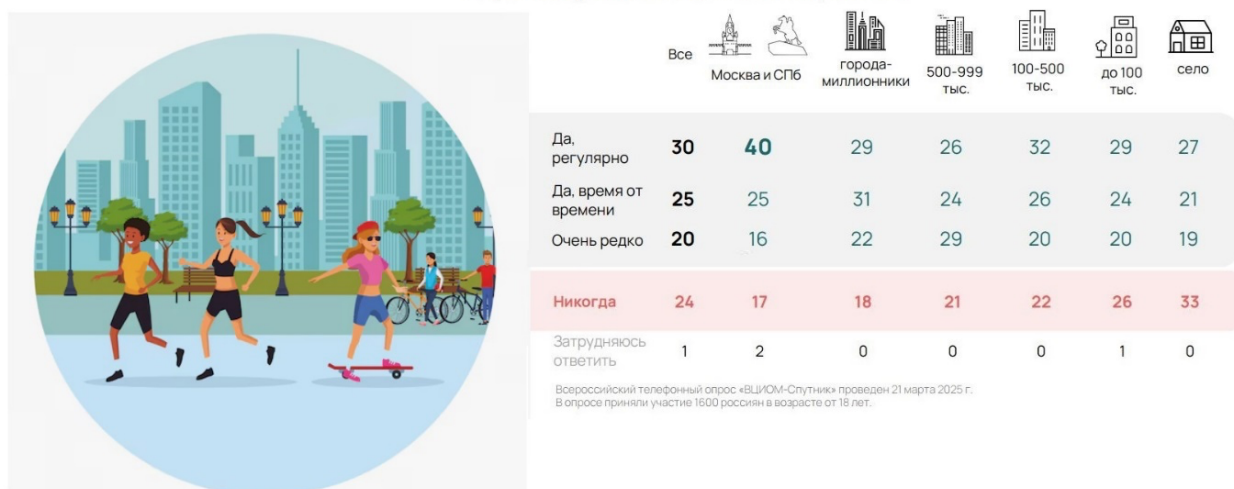 Все
Москва и СПб
города-
миллионники
500-999
тыс.
100-500
тыс.
до 100
тыс.
село
Да,
регулярно 30 40 29 26 32 29 27
Да, время от
времени 25 25 31 24 26 24 21
Очень редко 20 16 22 29 20 20 19
Никогда 24 17 18 21 22 26 33
Затрудняюсь
ответить 1 2 0 0 0 1 0
Всероссийский телефонный опрос «ВЦИОМ-Спутник» проведен 21 марта 2025 г.
В опросе приняли участие 1600 россиян в возрасте от 18 лет.